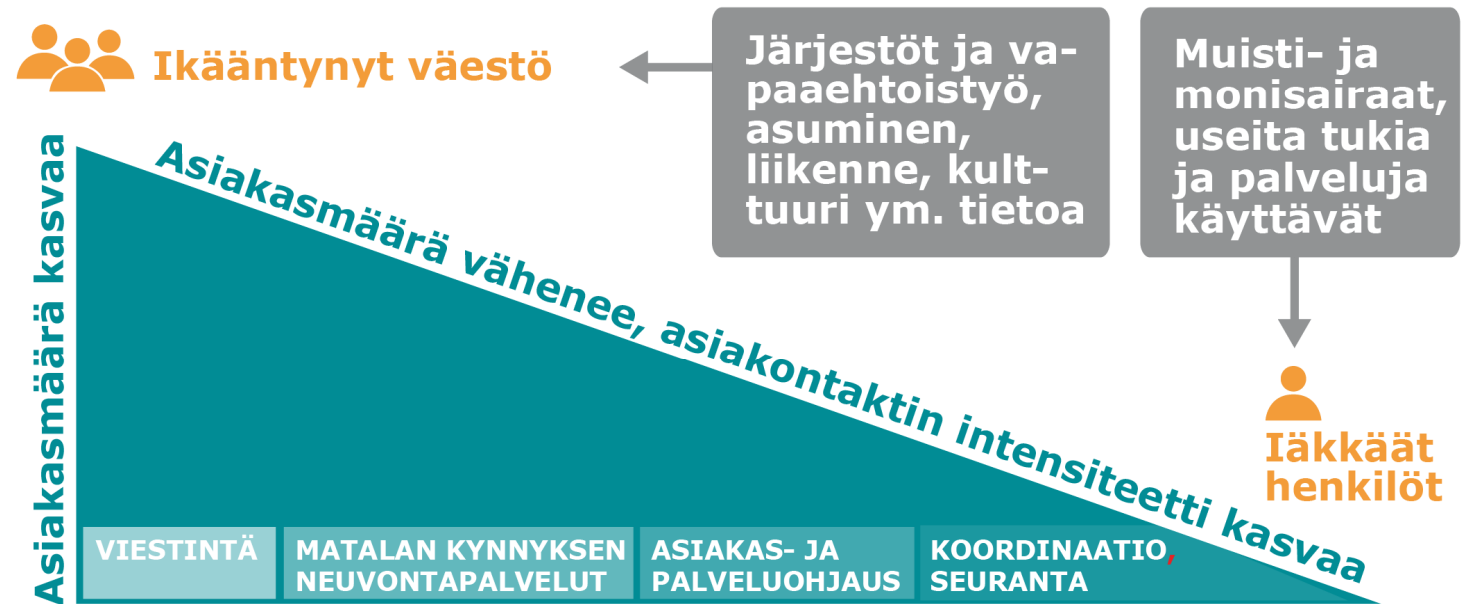 Ikääntynyt väestö
Järjestöt ja va-
paaehtoistyö,
asuminen,
liikenne, kult-
tuuri ym. tietoa
Muisti- ja
monisairaat,
useita tukia
ja palveluja
käyttävät
Asiakasmäärä kasvaa
Asiakasmäärä vähenee, asiakontaktin intensiteetti kasvaa
Iäkkäät
henkilöt
VIESTINTÄ
MATALAN KYNNYKSEN
NEUVONTAPALVELUT
ASIAKAS- JA
PALVELUOHJAUS
KOORDINAATIO,
SEURANTA